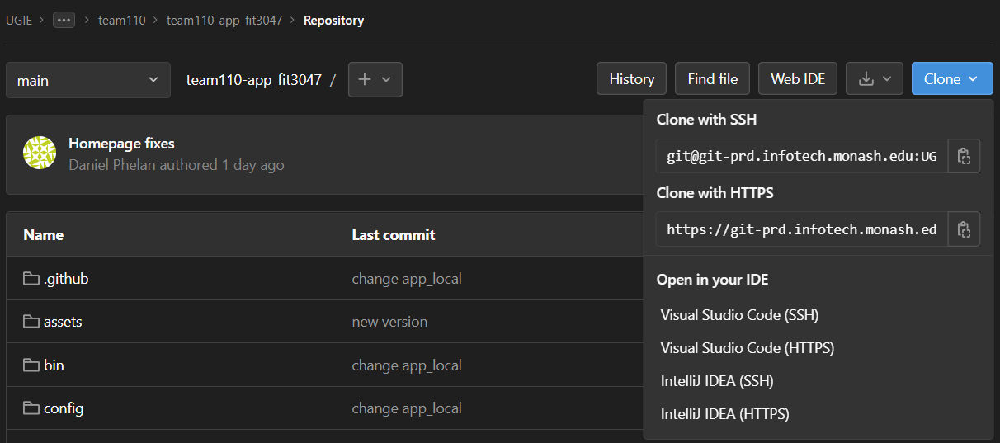 UGIE > ... > team110 > team110-app_fit3047 > Repository
main team110-app_fit3047 / + History Find file Web IDE Clone
Homepage fixes
Daniel Phelan authored 1 day ago
Clone with SSH
git@git-prd.infotech.monash.edu:UG
Clone with HTTPS
https://git-prd.infotech.monash.ed
Open in your IDE
Visual Studio Code (SSH)
Visual Studio Code (HTTPS)
IntelliJ IDEA (SSH)
IntelliJ IDEA (HTTPS)
Name Last commit
.github change app_local
assets new version
bin change app_local
config change app_local